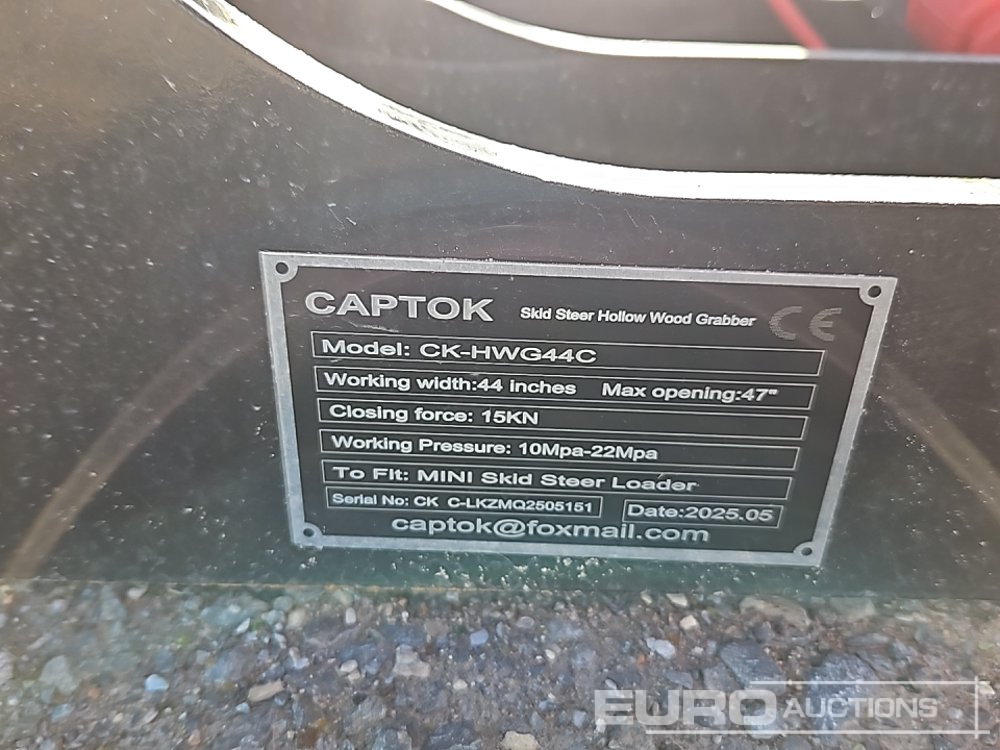 CAPTOK Skid Steer Hollow Wood Grabber CE
Model: CK-HWG44C
Working width:44 inches Max opening:47"
Closing force: 15KN
Working Pressure: 10Mpa-22Mpa
To Fit: MINI Skid Steer Loader
Serial No: CK C-LKZMQ2505151 Date:2025.05
captok@foxmail.com
EURO AUCTIONS